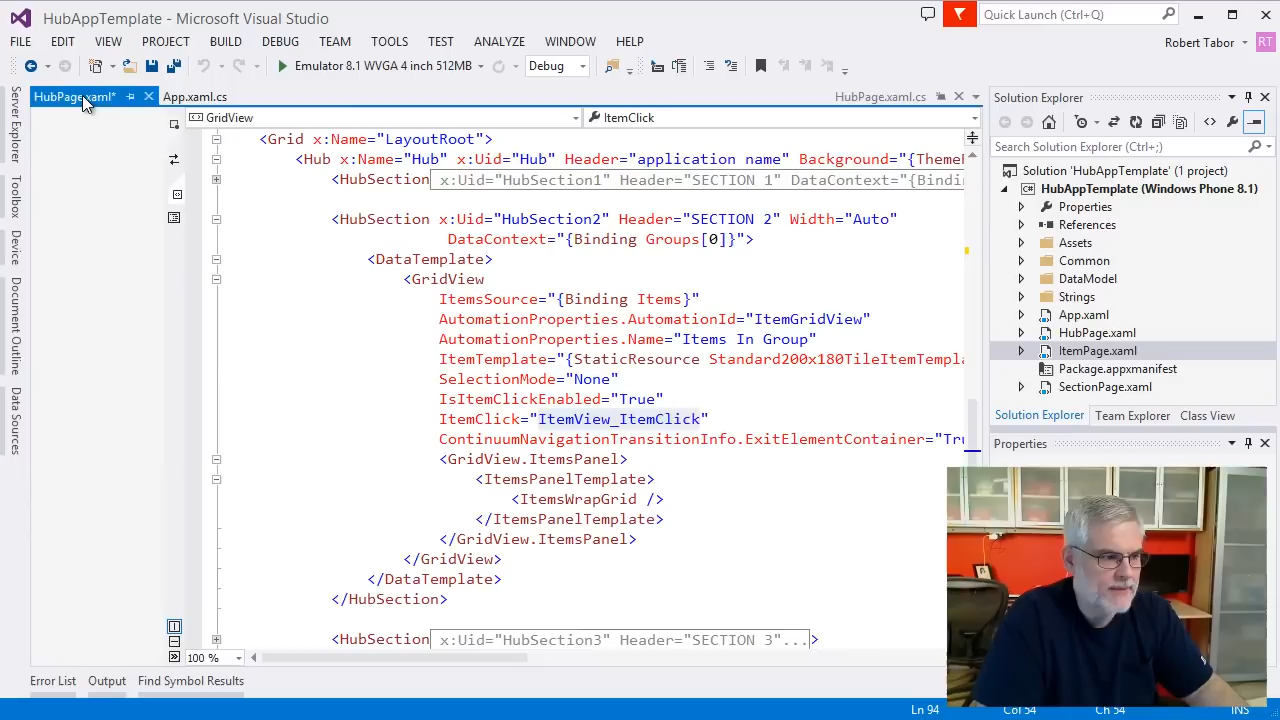 HubAppTemplate - Microsoft Visual Studio
Quick Launch (Ctrl+Q)
FILE EDIT VIEW PROJECT BUILD DEBUG TEAM TOOLS TEST ANALYZE WINDOW HELP
Robert Tabor RT
Emulator 8.1 WVGA 4 inch 512MB Debug
HubPage.xaml* App.xaml.cs HubPage.xaml.cs
GridView ItemClick
Server Explorer
Toolbox
Device
Document Outline
Data Sources
<Grid x:Name="LayoutRoot">
<Hub x:Name="Hub" x:Uid="Hub" Header="application name" Background="{ThemeR
<HubSection x:Uid="HubSection1" Header="SECTION 1" DataContext="{Bindin
<HubSection x:Uid="HubSection2" Header="SECTION 2" Width="Auto"
DataContext="{Binding Groups[0]}">
<DataTemplate>
<GridView
ItemsSource="{Binding Items}"
AutomationProperties.AutomationId="ItemGridView"
AutomationProperties.Name="Items In Group"
ItemTemplate="{StaticResource Standard200x180TileItemTempla
SelectionMode="None"
IsItemClickEnabled="True"
ItemClick="ItemView_ItemClick"
ContinuumNavigationTransitionInfo.ExitElementContainer="Tru
<GridView.ItemsPanel>
<ItemsPanelTemplate>
<ItemsWrapGrid />
</ItemsPanelTemplate>
</GridView.ItemsPanel>
</GridView>
</DataTemplate>
</HubSection>
<HubSection x:Uid="HubSection3" Header="SECTION 3"...>
100 %
Solution Explorer
Search Solution Explorer (Ctrl+;)
Solution 'HubAppTemplate' (1 project)
HubAppTemplate (Windows Phone 8.1)
Properties
References
Assets
Common
DataModel
Strings
App.xaml
HubPage.xaml
ItemPage.xaml
Package.appxmanifest
SectionPage.xaml
Solution Explorer Team Explorer Class View
Properties
Error List Output Find Symbol Results
Ln 94 Col 54 Ch 54 INS